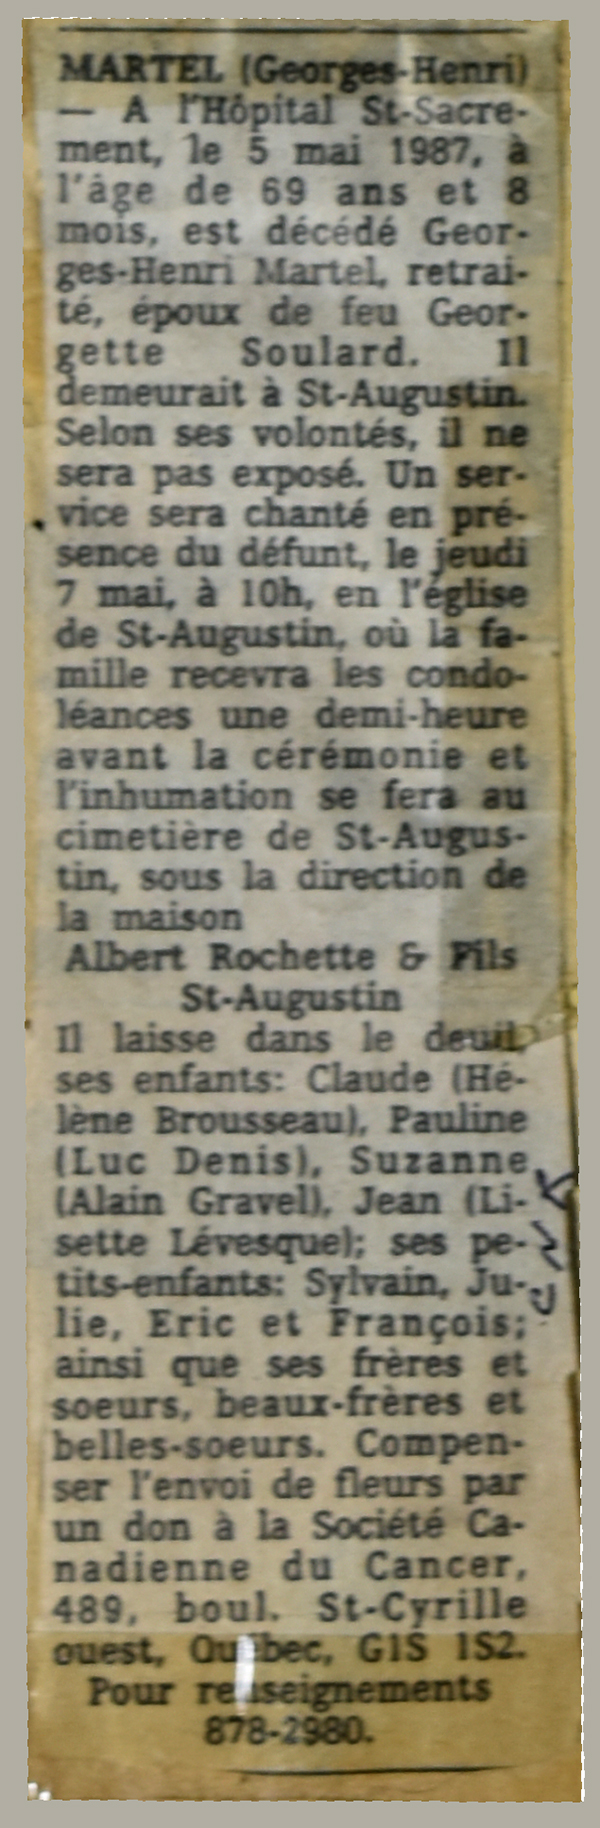 MARTEL (Georges-Henri)
— A l'Hôpital St-Sacre-
ment, le 5 mai 1987, à
l'âge de 69 ans et 8
mois, est décédé Geor-
ges-Henri Martel, retrai-
té, époux de feu Geor-
gette Soulard. Il
demeurait à St-Augustin.
Selon ses volontés, il ne
sera pas exposé. Un ser-
vice sera chanté en pré-
sence du défunt, le jeudi
7 mai, à 10h, en l'église
de St-Augustin, où la fa-
mille recevra les condo-
léances une demi-heure
avant la cérémonie et
l'inhumation se fera au
cimetière de St-Augus-
tin, sous la direction de
la maison
Albert Rochette & Fils
St-Augustin
Il laisse dans le deuil,
ses enfants: Claude (Hé-
lène Brousseau), Pauline
(Luc Denis), Suzanne
(Alain Gravel), Jean (Li-
sette Lévesque); ses pe-
tits-enfants: Sylvain, Ju-
lie, Eric et François;
ainsi que ses frères et
soeurs, beaux-frères et
belles-soeurs. Compen-
ser l'envoi de fleurs par
un don à la Société Ca-
nadienne du Cancer,
489, boul. St-Cyrille
ouest, Québec, G1S 1S2.
Pour renseignements
878-2980.